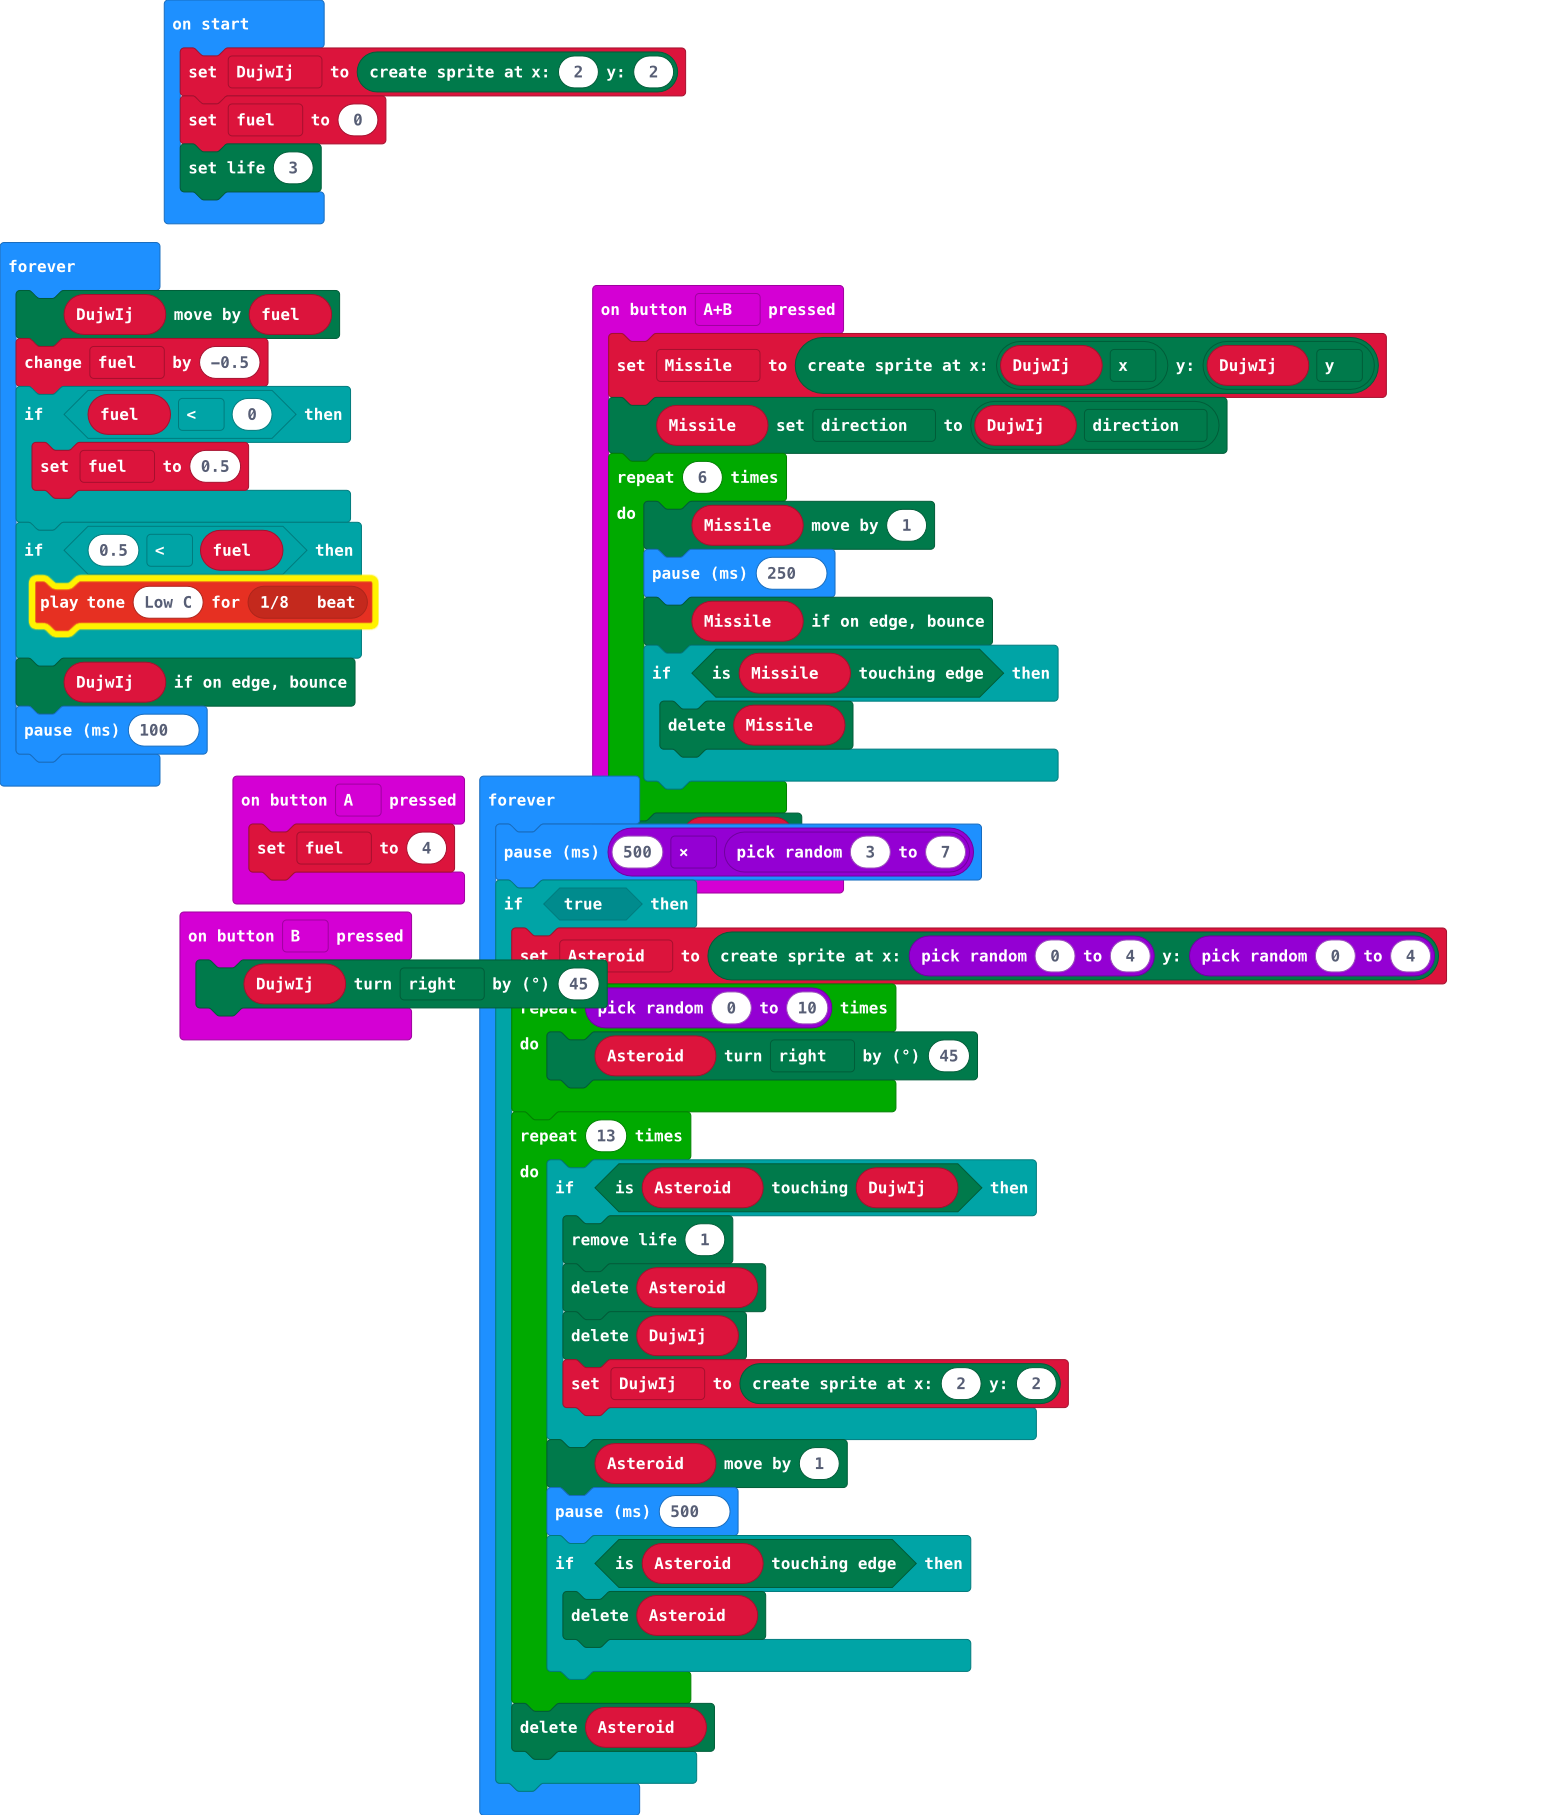 on start
set DujwIj to create sprite at x: 2 y: 2
set fuel to 0
set life 3
forever
DujwIj move by fuel
change fuel by −0.5
if fuel < 0 then
set fuel to 0.5
if 0.5 < fuel then
play tone Low C for 1/8 beat
DujwIj if on edge, bounce
pause (ms) 100
on button A+B pressed
set Missile to create sprite at x: DujwIj x y: DujwIj y
Missile set direction to DujwIj direction
repeat 6 times
do
Missile move by 1
pause (ms) 250
Missile if on edge, bounce
if is Missile touching edge then
delete Missile
on button A pressed
set fuel to 4
on button B pressed
DujwIj turn right by (°) 45
forever
pause (ms) 500 × pick random 3 to 7
if true then
set Asteroid to create sprite at x: pick random 0 to 4 y: pick random 0 to 4
repeat pick random 0 to 10 times
do
Asteroid turn right by (°) 45
repeat 13 times
do
if is Asteroid touching DujwIj then
remove life 1
delete Asteroid
delete DujwIj
set DujwIj to create sprite at x: 2 y: 2
Asteroid move by 1
pause (ms) 500
if is Asteroid touching edge then
delete Asteroid
delete Asteroid